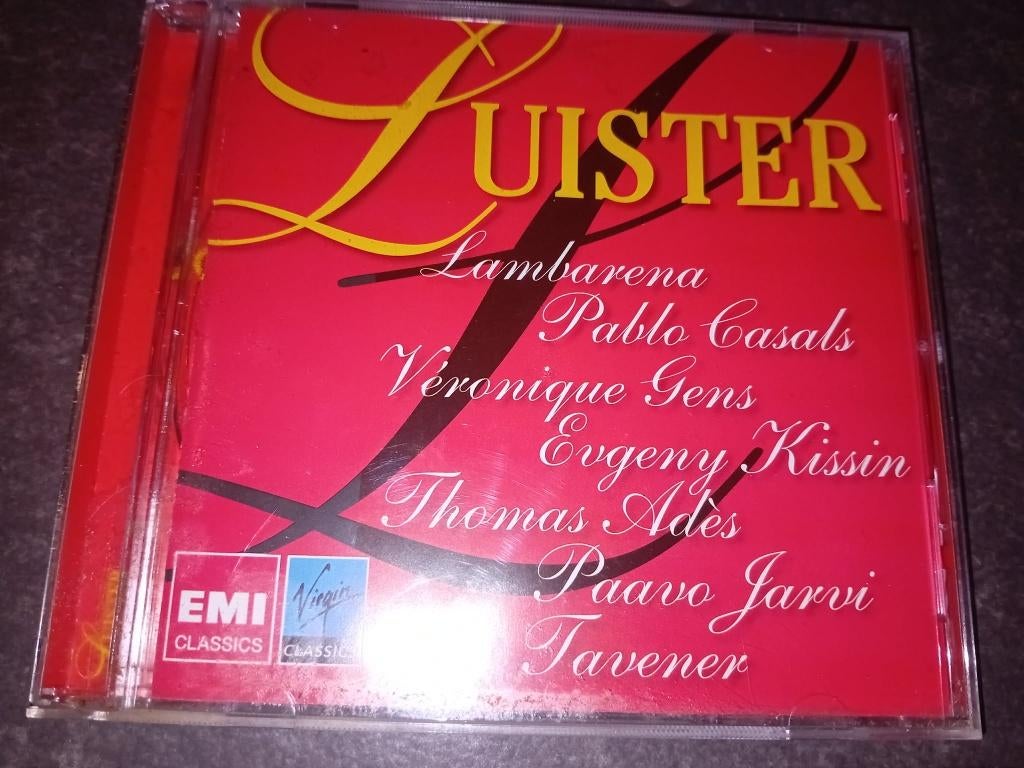 LUISTER
Lambarena
Pablo Casals
Véronique Gens
Evgeny Kissin
Thomas Adès
Paavo Jarvi
Tavener
EMI
CLASSICS
Virgin
CLASSICS